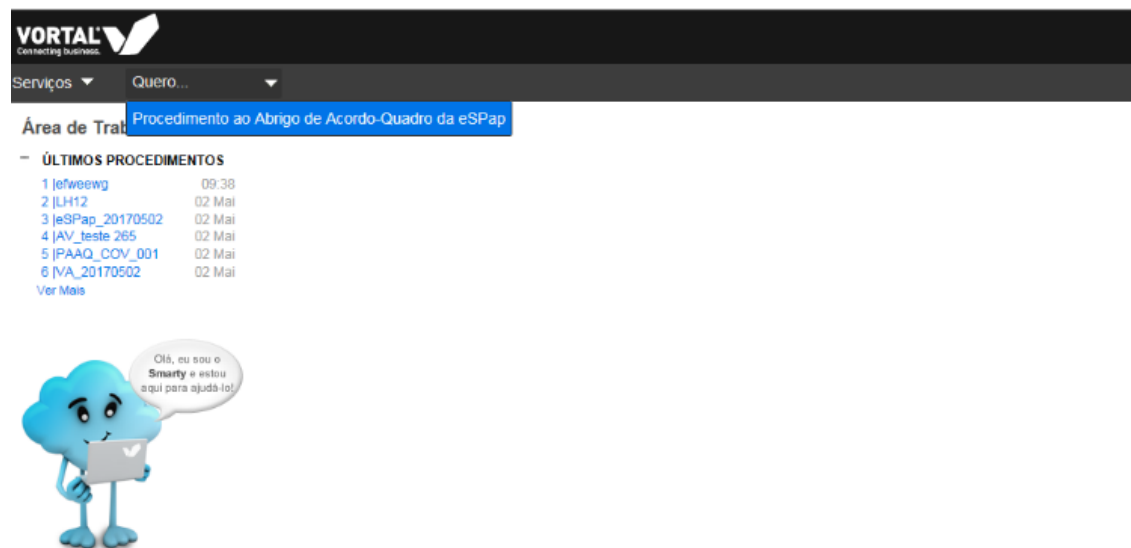 VORTAL
Connecting business.
Serviços
Quero...
Procedimento ao Abrigo de Acordo-Quadro da eSPap
Área de Trab
ÚLTIMOS PROCEDIMENTOS
1 |efweewg 09:38
2 |LH12 02 Mai
3 |eSPap_20170502 02 Mai
4 |AV_teste 265 02 Mai
5 |PAAQ_COV_001 02 Mai
6 |VA_20170502 02 Mai
Ver Mais
Olá, eu sou o
Smarty e estou
aqui para ajudá-lo!